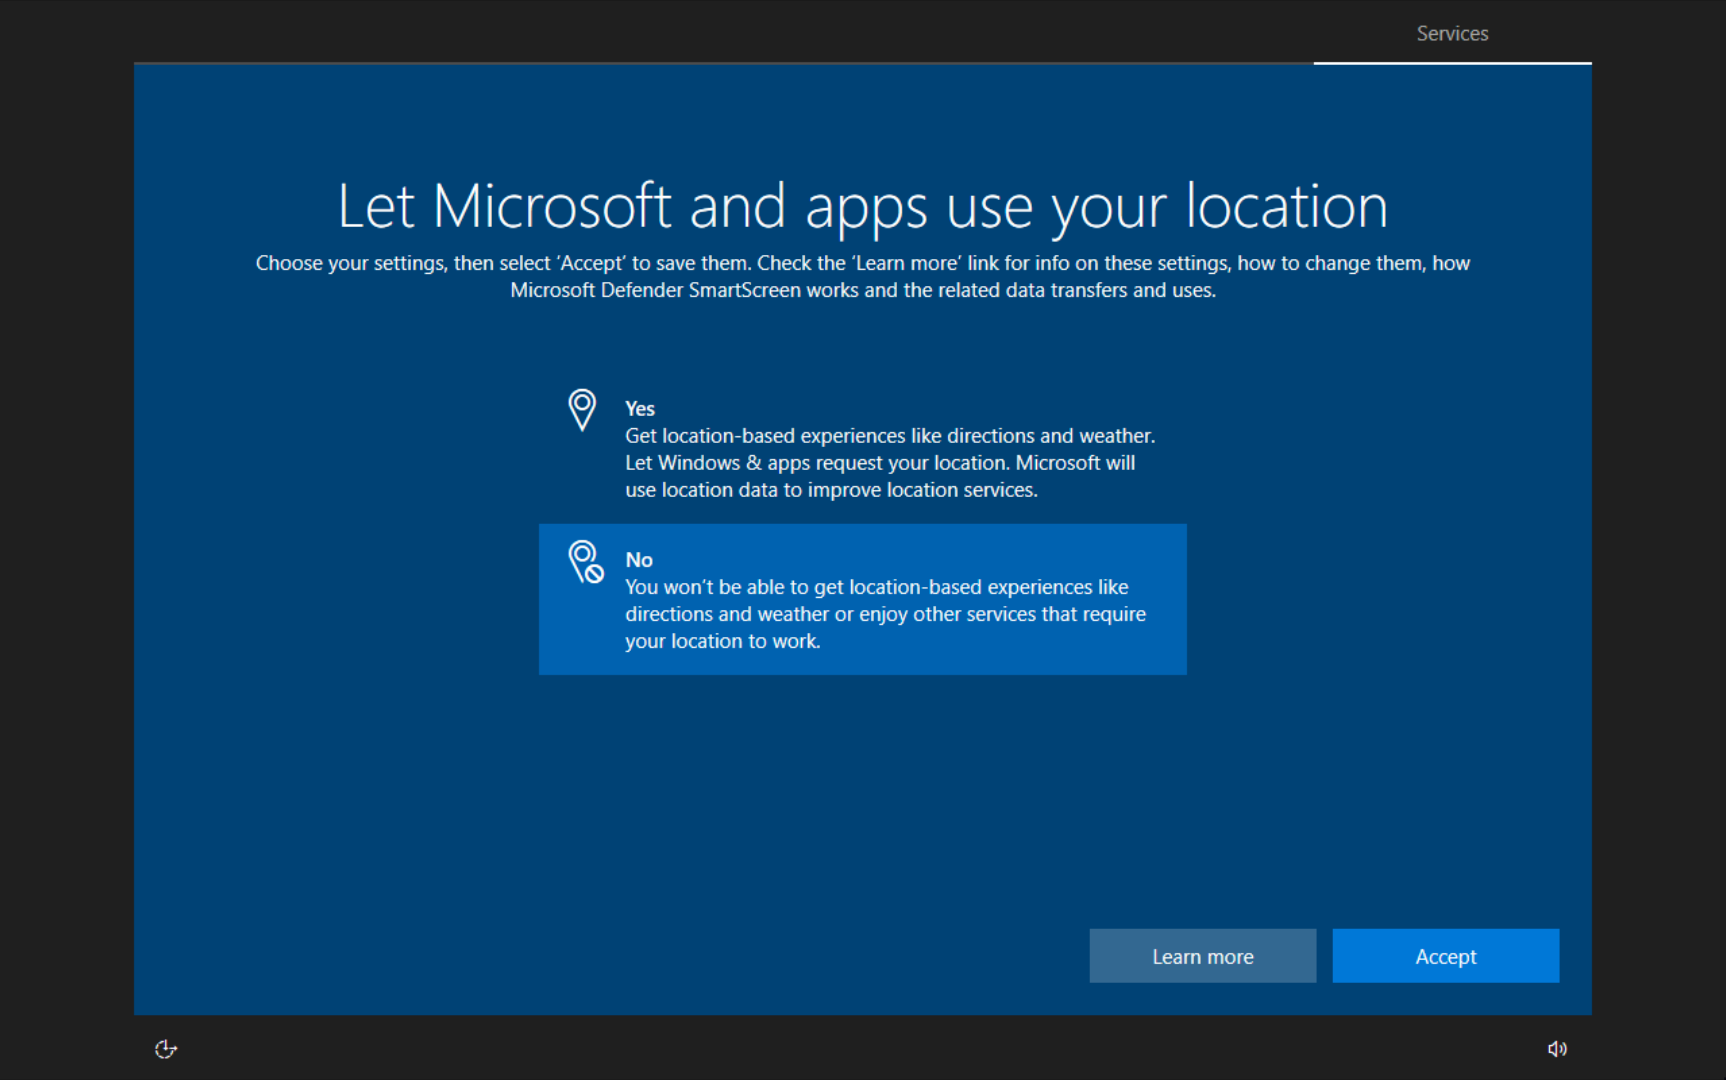 Services
Let Microsoft and apps use your location
Choose your settings, then select ‘Accept’ to save them. Check the ‘Learn more’ link for info on these settings, how to change them, how
Microsoft Defender SmartScreen works and the related data transfers and uses.
Yes
Get location-based experiences like directions and weather.
Let Windows & apps request your location. Microsoft will
use location data to improve location services.
No
You won’t be able to get location-based experiences like
directions and weather or enjoy other services that require
your location to work.
Learn more
Accept